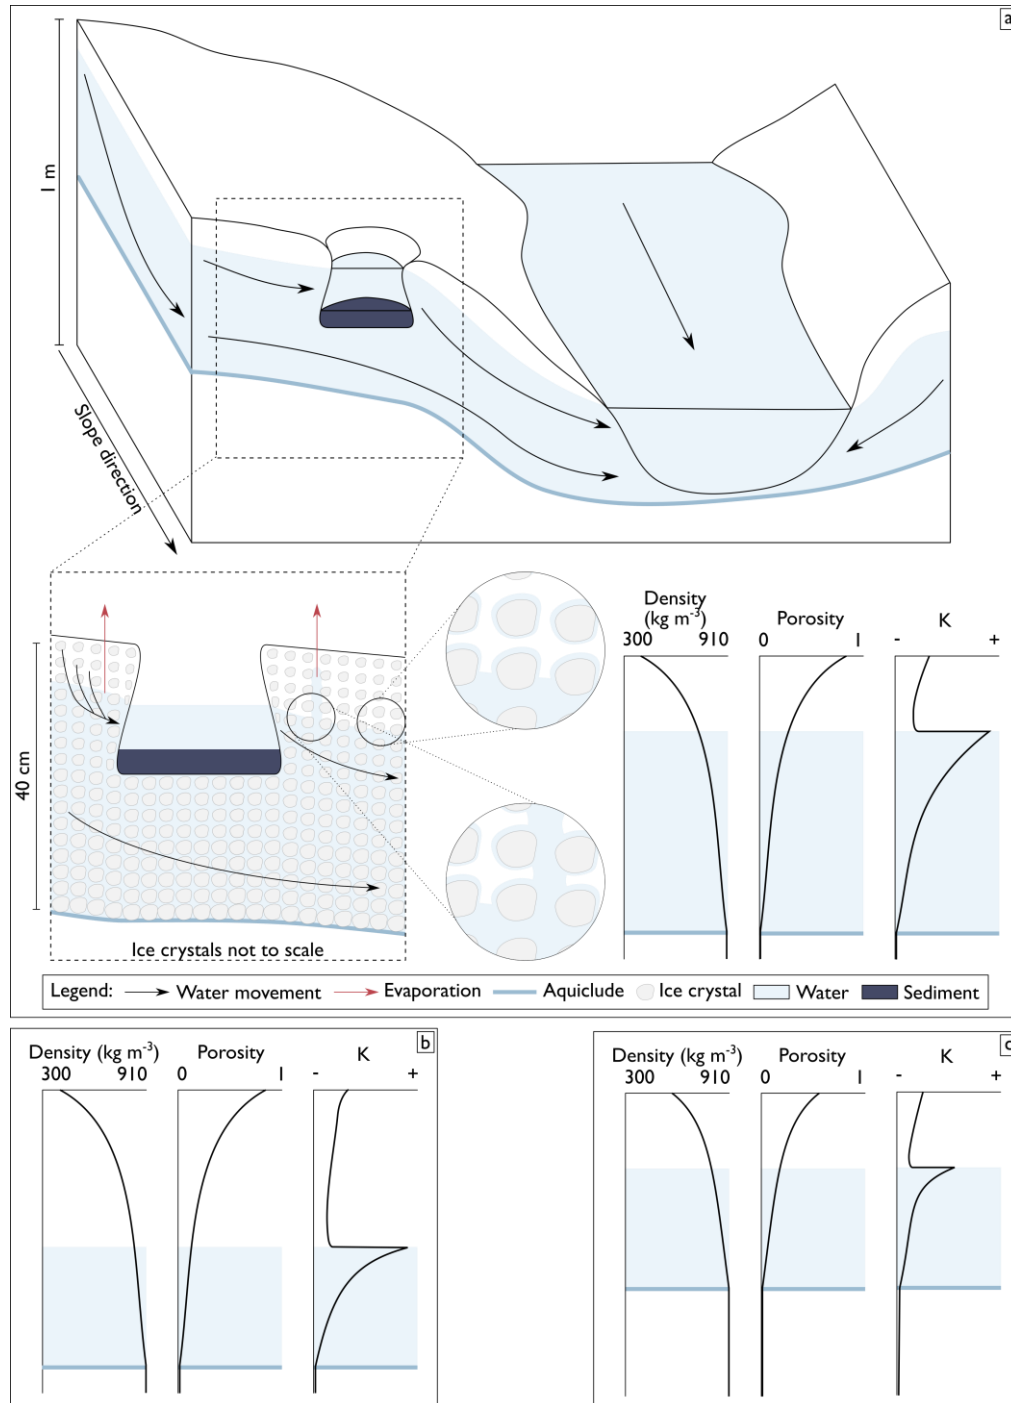 a
1 m
Slope direction
40 cm
Ice crystals not to scale
Density
(kg m⁻³)
300 910
Porosity
0 1
K
- +
Legend: Water movement Evaporation Aquiclude Ice crystal Water Sediment
b
Density (kg m⁻³) Porosity K
300 910 0 1 - +
c
Density (kg m⁻³) Porosity K
300 910 0 1 - +